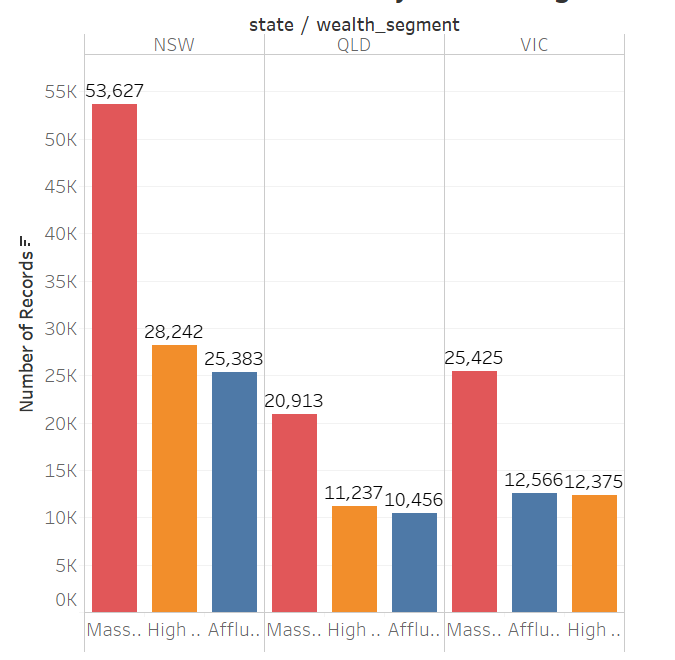 state / wealth_segment
NSW QLD VIC
Number of Records
55K
50K
45K
40K
35K
30K
25K
20K
15K
10K
5K
0K
53,627
28,242
25,383
20,913
11,237
10,456
25,425
12,566
12,375
Mass.. High .. Afflu.. Mass.. High .. Afflu.. Mass.. Afflu.. High ..